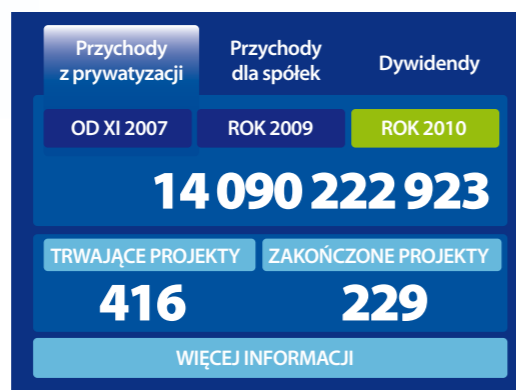 Przychody
z prywatyzacji
Przychody
dla spółek
Dywidendy
OD XI 2007 ROK 2009 ROK 2010
14 090 222 923
TRWAJĄCE PROJEKTY ZAKOŃCZONE PROJEKTY
416 229
WIĘCEJ INFORMACJI